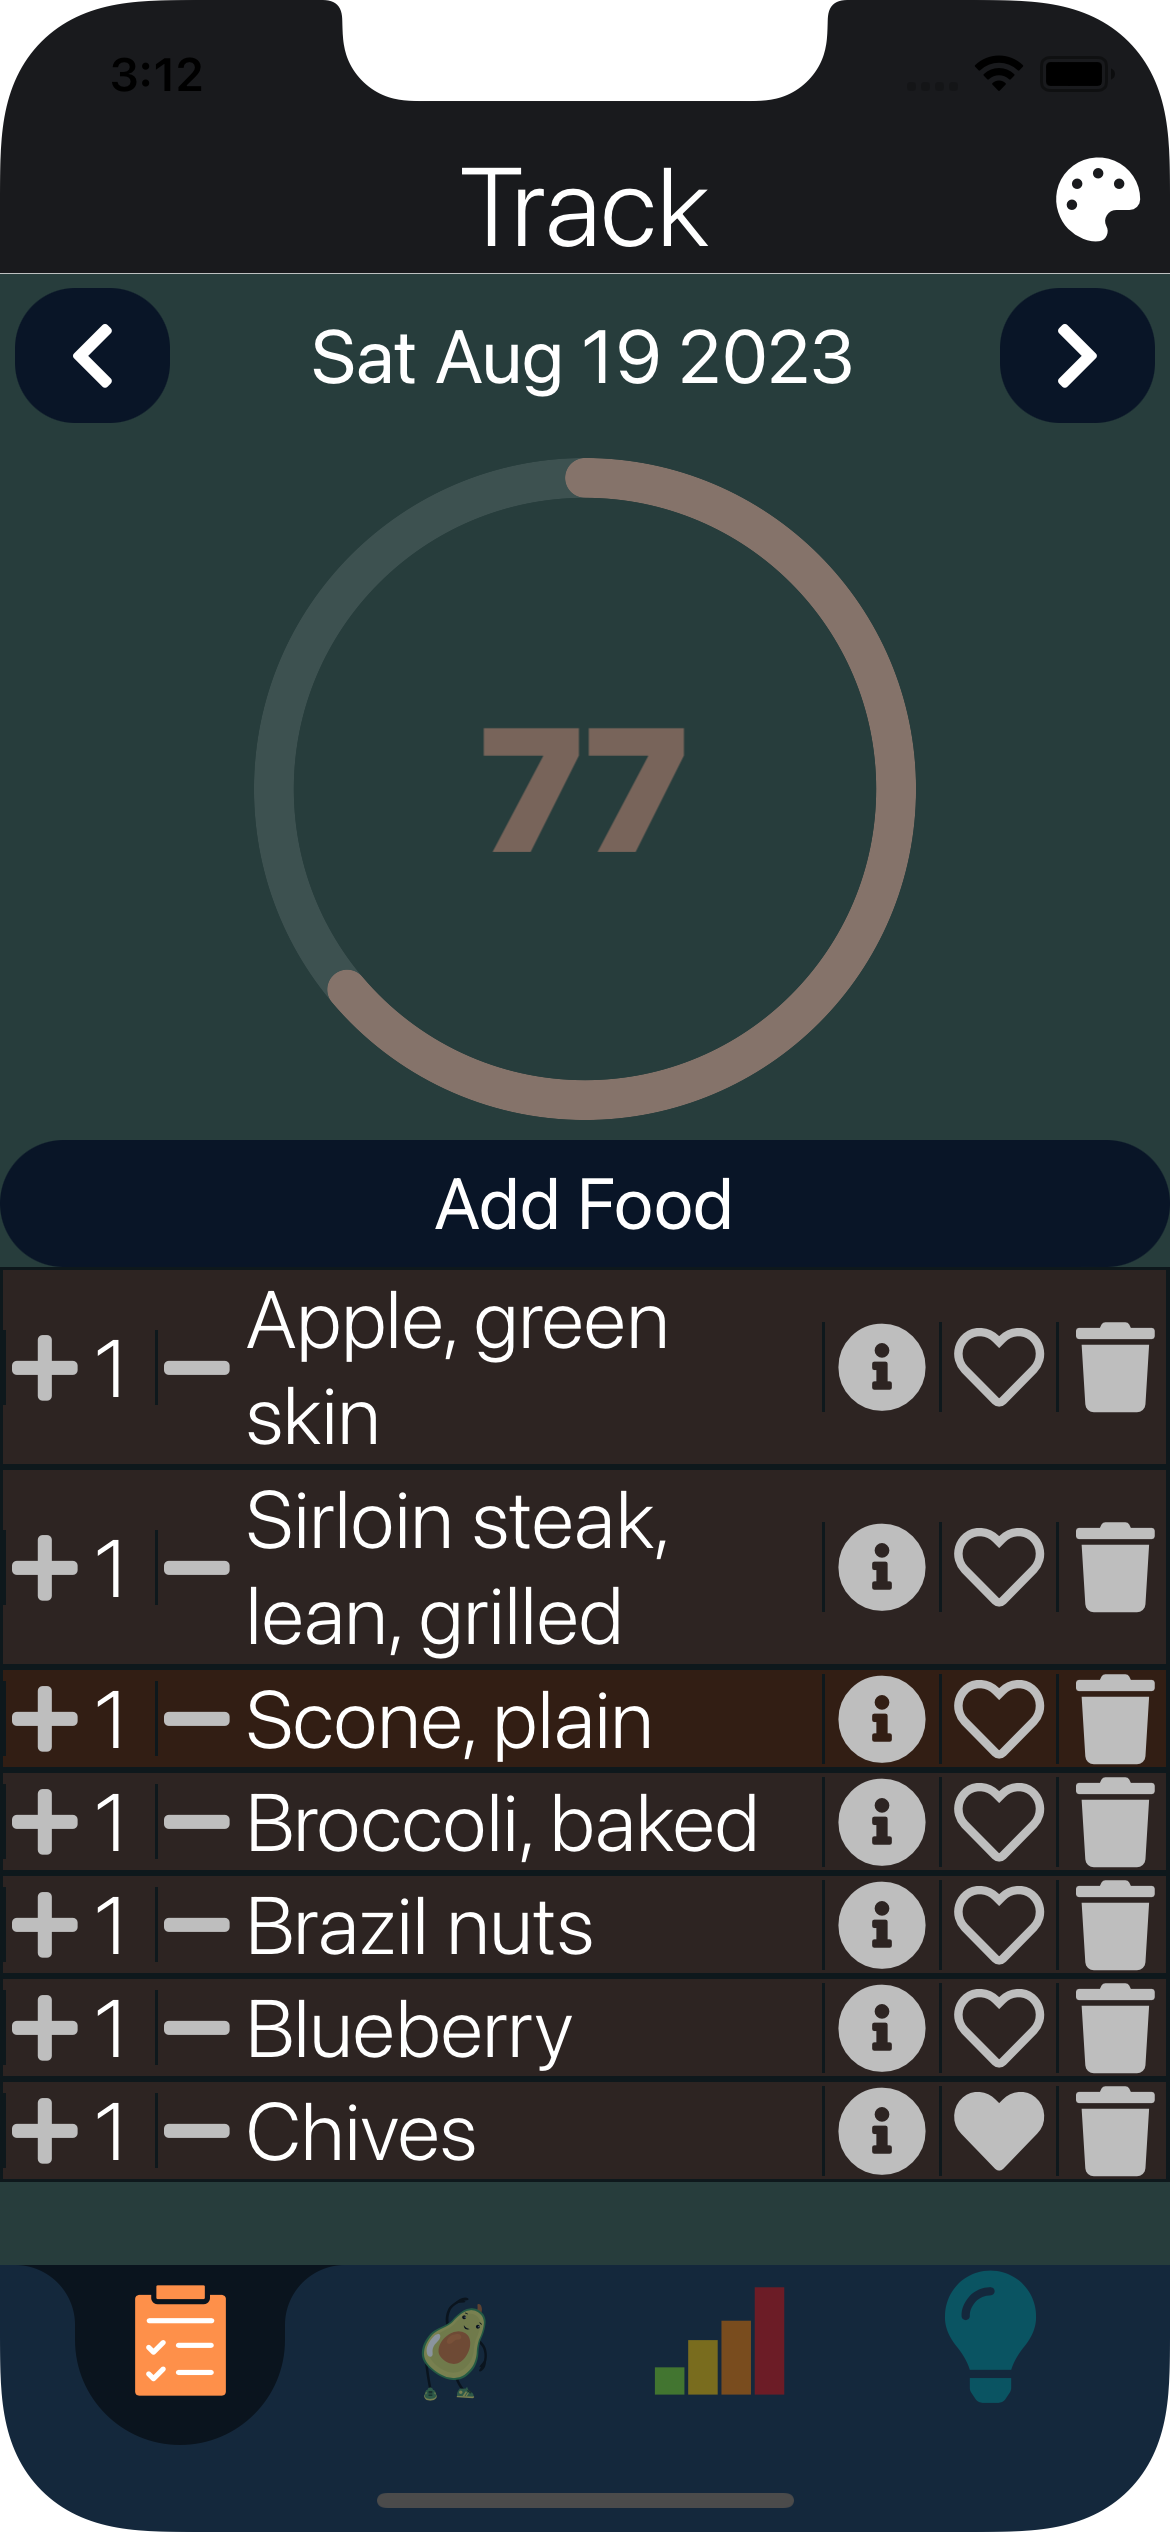 3:12
Track
Sat Aug 19 2023
77
Add Food
1 Apple, green
skin
1 Sirloin steak,
lean, grilled
1 Scone, plain
1 Broccoli, baked
1 Brazil nuts
1 Blueberry
1 Chives